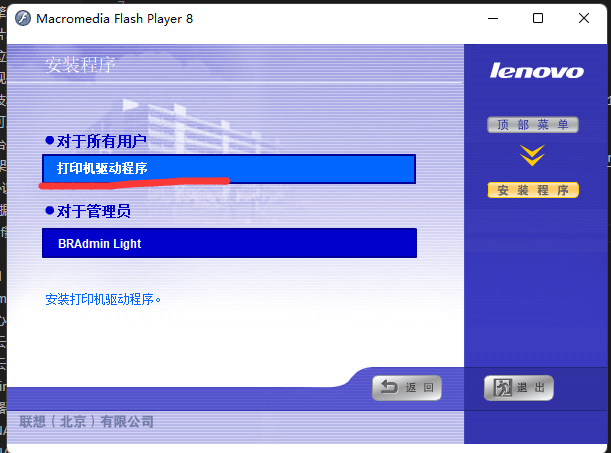 Macromedia Flash Player 8
安装程序
lenovo
顶部菜单
对于所有用户
打印机驱动程序
安装程序
对于管理员
BRAdmin Light
安装打印机驱动程序。
返回
退出
联想（北京）有限公司